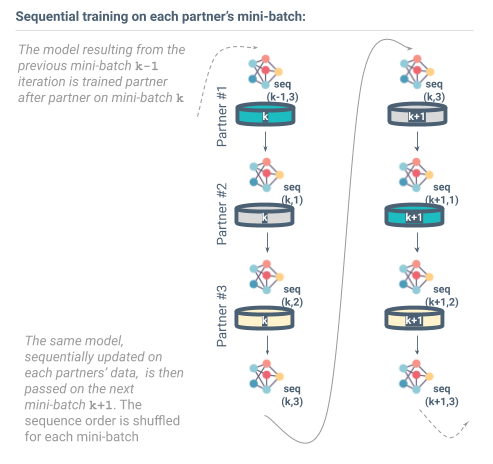 Sequential training on each partner's mini-batch:
The model resulting from the
previous mini-batch k-1
iteration is trained partner
after partner on mini-batch k
Partner #1
seq
(k-1,3)
k
Partner #2
seq
(k,1)
k
Partner #3
seq
(k,2)
k
seq
(k,3)
seq
(k,3)
k+1
seq
(k+1,1)
k+1
seq
(k+1,2)
k+1
seq
(k+1,3)
The same model,
sequentially updated on
each partners' data, is then
passed on the next
mini-batch k+1. The
sequence order is shuffled
for each mini-batch